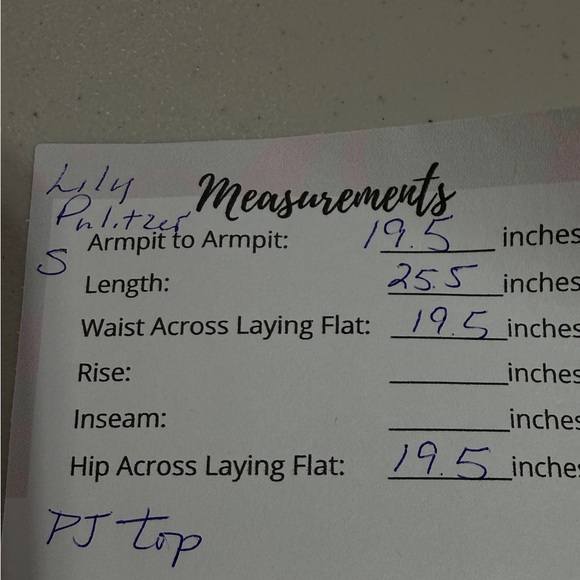 Lily
Pulitzer
S
Measurements
Armpit to Armpit: 19.5 inches
Length: 25.5 inches
Waist Across Laying Flat: 19.5 inches
Rise: inches
Inseam: inches
Hip Across Laying Flat: 19.5 inches
PJ top